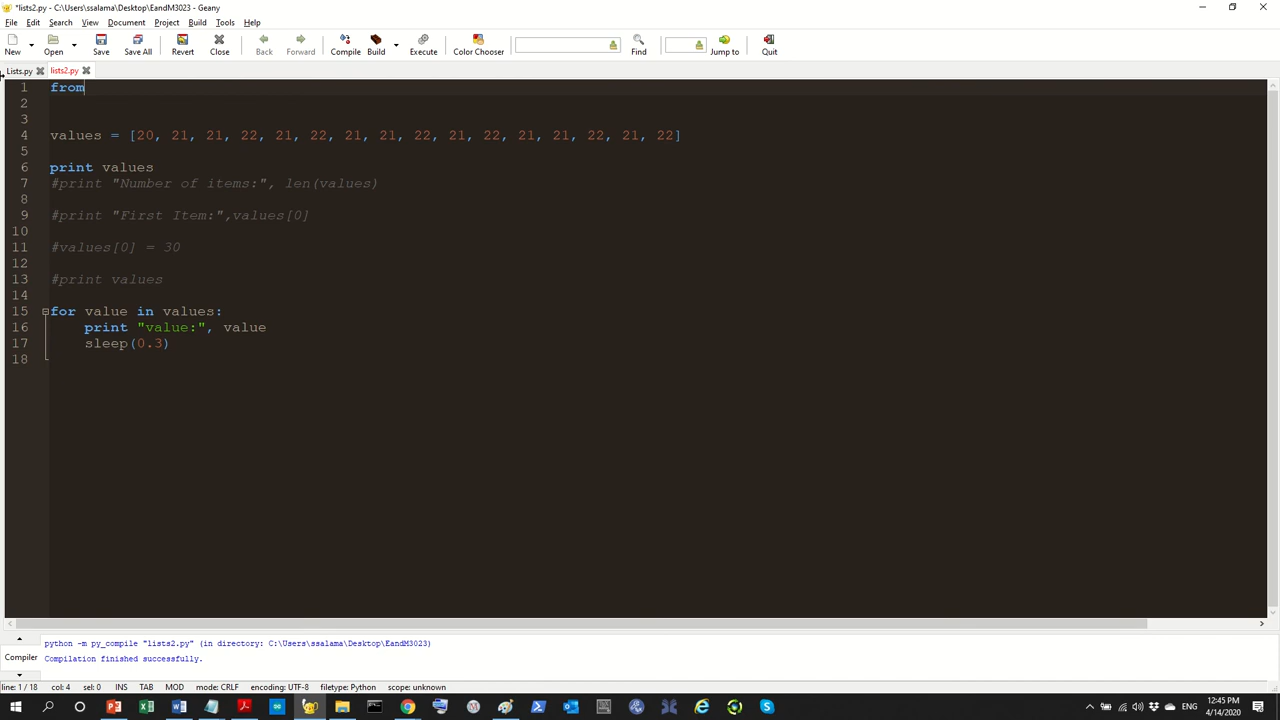 *lists2.py - C:\Users\ssalama\Desktop\EandM3023 - Geany
File Edit Search View Document Project Build Tools Help
New Open Save Save All Revert Close Back Forward Compile Build Execute Color Chooser Find Jump to Quit
Lists.py lists2.py
1 from
2
3
4 values = [20, 21, 21, 22, 21, 22, 21, 21, 22, 21, 22, 21, 21, 22, 21, 22]
5
6 print values
7 #print "Number of items:", len(values)
8
9 #print "First Item:",values[0]
10
11 #values[0] = 30
12
13 #print values
14
15 for value in values:
16 print "value:", value
17 sleep(0.3)
18
python -m py_compile "lists2.py" (in directory: C:\Users\ssalama\Desktop\EandM3023)
Compiler Compilation finished successfully.
line: 1 / 18 col: 4 sel: 0 INS TAB MOD mode: CRLF encoding: UTF-8 filetype: Python scope: unknown
ENG 12:45 PM
4/14/2020